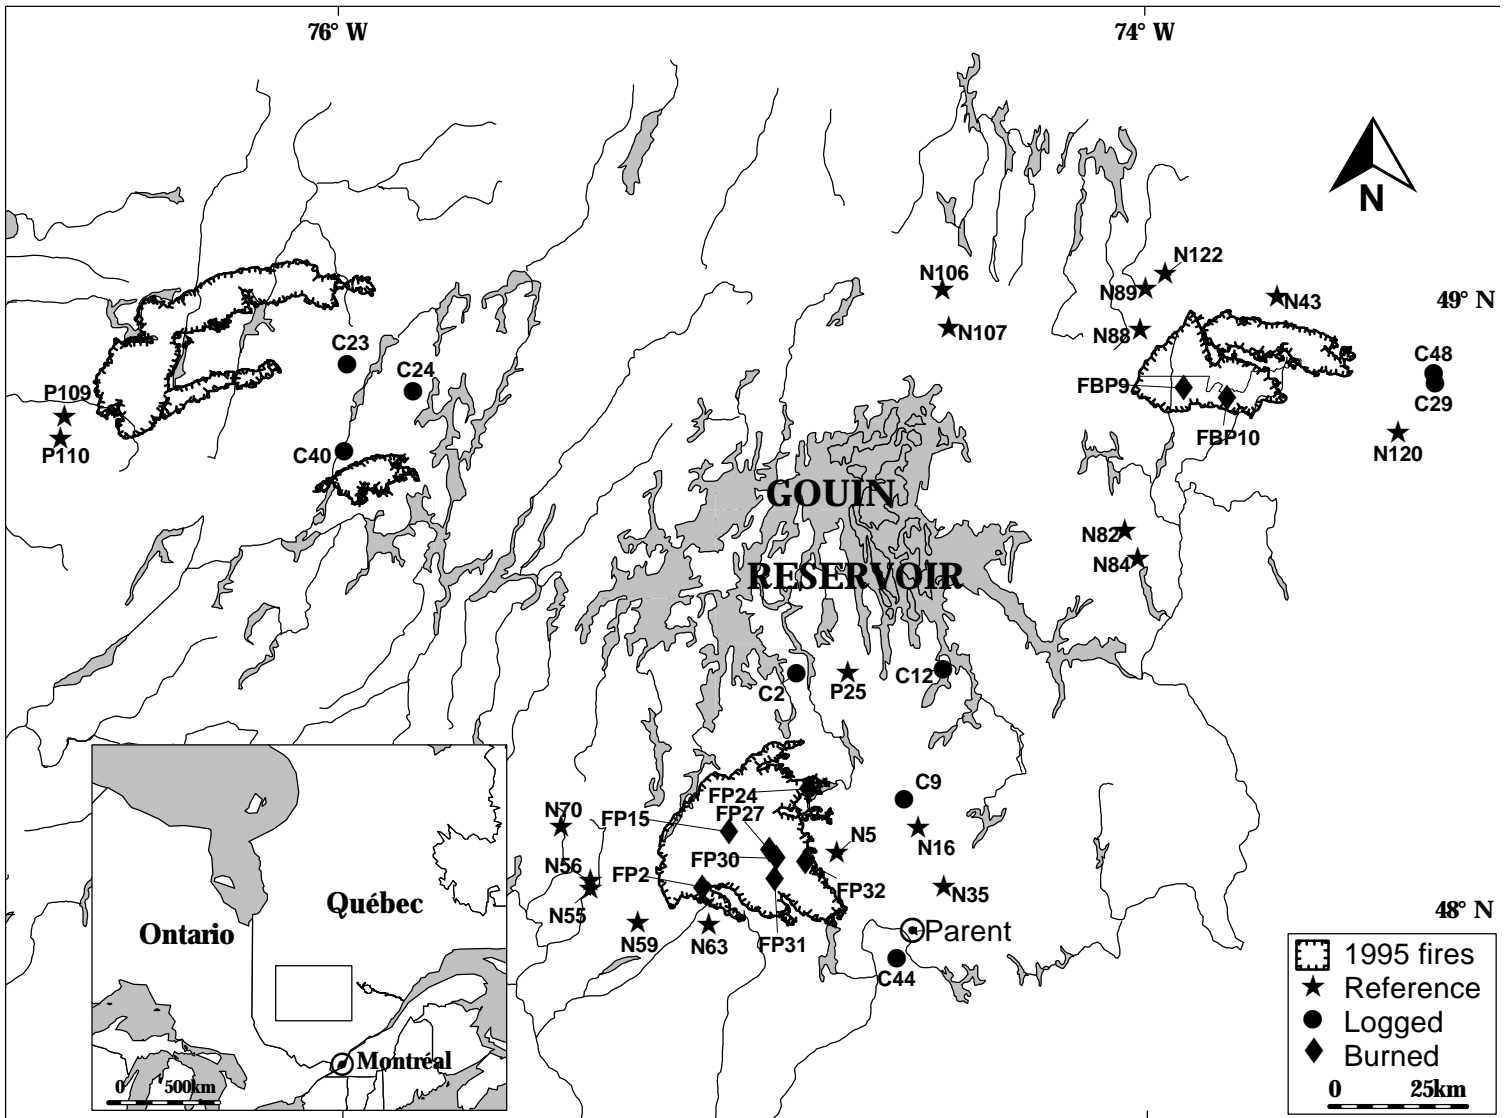 76° W
74° W
N122
N106
N89
N43
49° N
N107
N88
C23
C48
C24
FBP9
P109
C29
FBP10
P110
C40
N120
GOUIN
N82
N84
RESERVOIR
C12
C2
P25
C9
FP24
N70
FP15
FP27
N5
N16
N56
FP2
FP30
FP32
N35
N55
N59
N63
FP31
Parent
C44
48° N
Québec
Ontario
Montréal
0 500km
1995 fires
Reference
Logged
Burned
0 25km
N